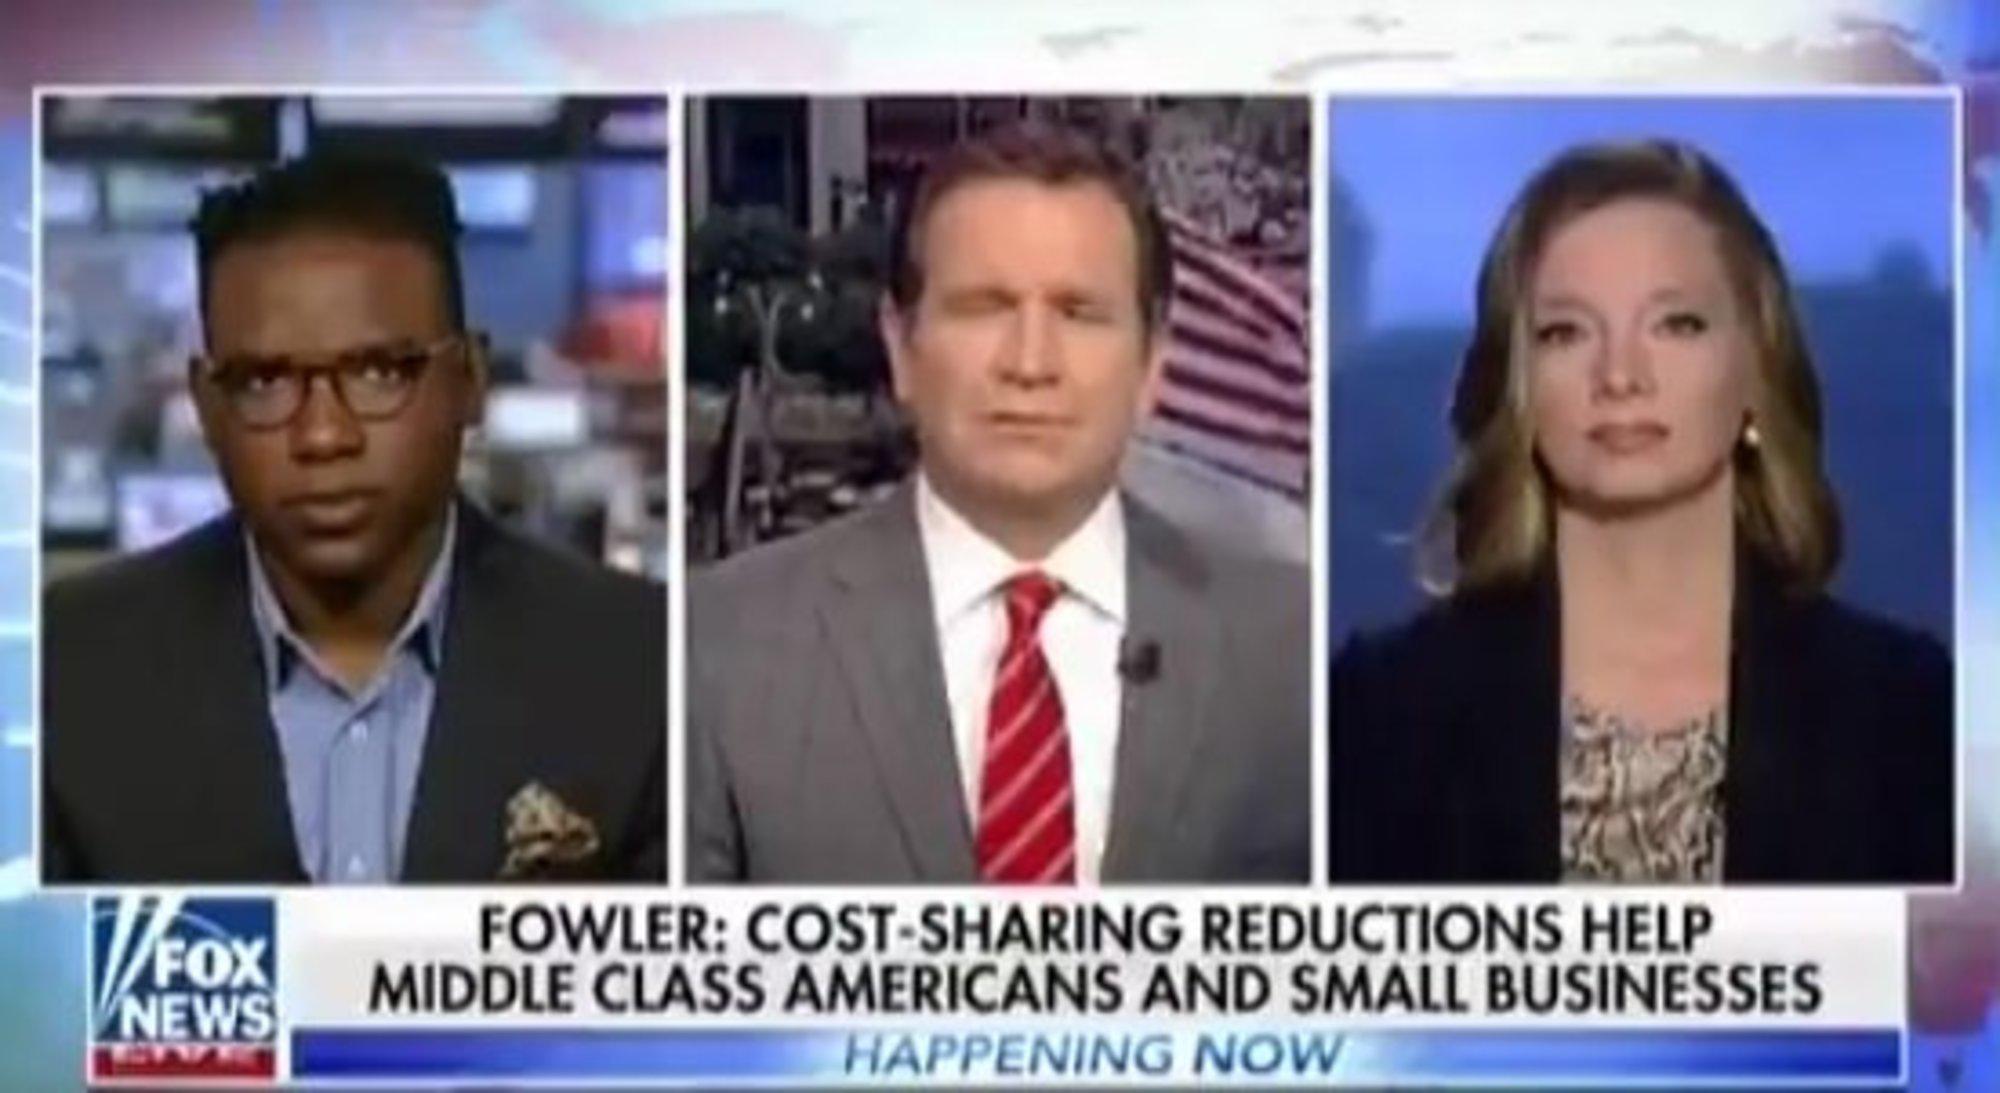 FOWLER: COST-SHARING REDUCTIONS HELP
MIDDLE CLASS AMERICANS AND SMALL BUSINESSES
FOX
NEWS
HAPPENING NOW